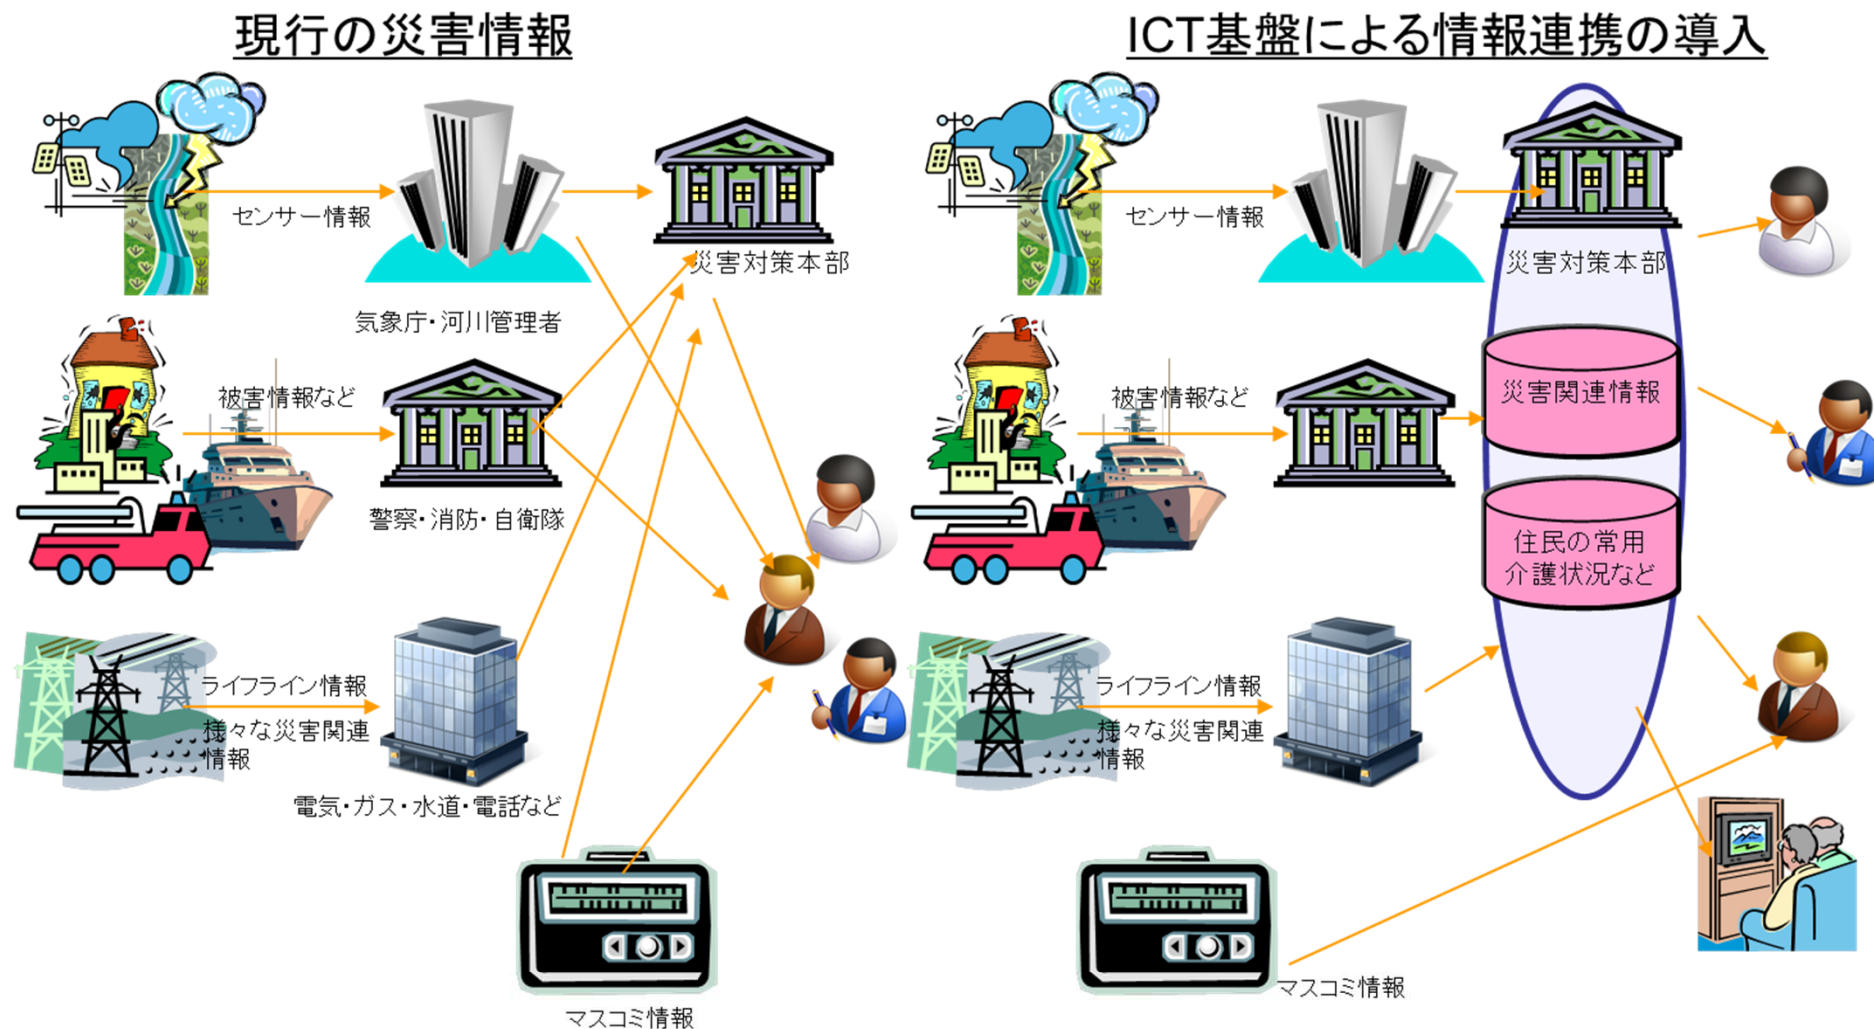 現行の災害情報
センサー情報
災害対策本部
気象庁・河川管理者
被害情報など
警察・消防・自衛隊
ライフライン情報
様々な災害関連
情報
電気・ガス・水道・電話など
マスコミ情報
ICT基盤による情報連携の導入
センサー情報
災害対策本部
被害情報など
災害関連情報
住民の常用
介護状況など
ライフライン情報
様々な災害関連
情報
マスコミ情報